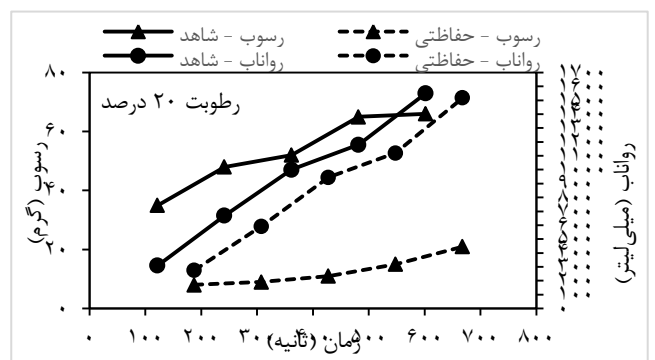 رسوب - شاهد
رسوب - حفاظتی
رواناب - شاهد
رواناب - حفاظتی
رطوبت ۲۰ درصد
۸۰
۶۰
۴۰
۲۰
۰
رسوب (گرم)
رواناب (میلی‌لیتر)
۰ ۱۰۰ ۲۰۰ ۳۰۰ ۴۰۰ ۵۰۰ ۶۰۰ ۷۰۰ ۸۰۰
زمان (ثانیه)